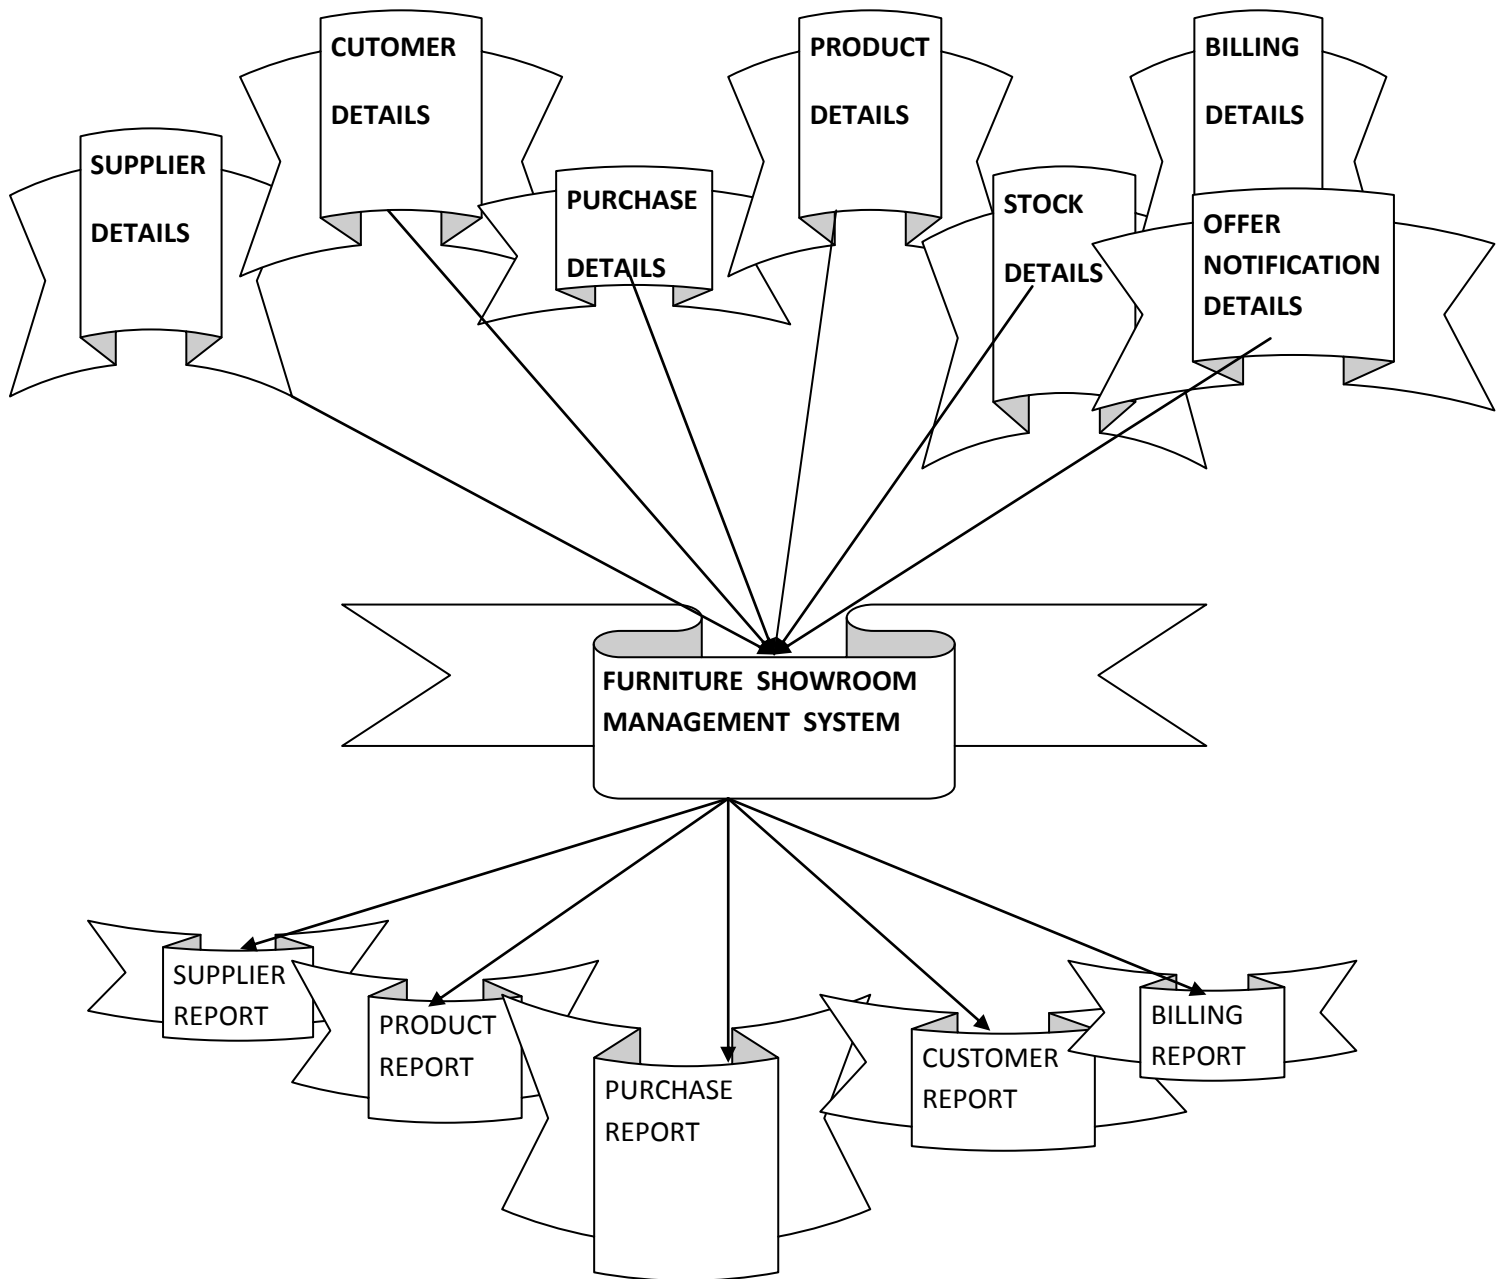 CUTOMER
DETAILS
PRODUCT
DETAILS
BILLING
DETAILS
SUPPLIER
DETAILS
PURCHASE
DETAILS
STOCK
DETAILS
OFFER
NOTIFICATION
DETAILS
FURNITURE SHOWROOM
MANAGEMENT SYSTEM
SUPPLIER
REPORT
PRODUCT
REPORT
PURCHASE
REPORT
CUSTOMER
REPORT
BILLING
REPORT